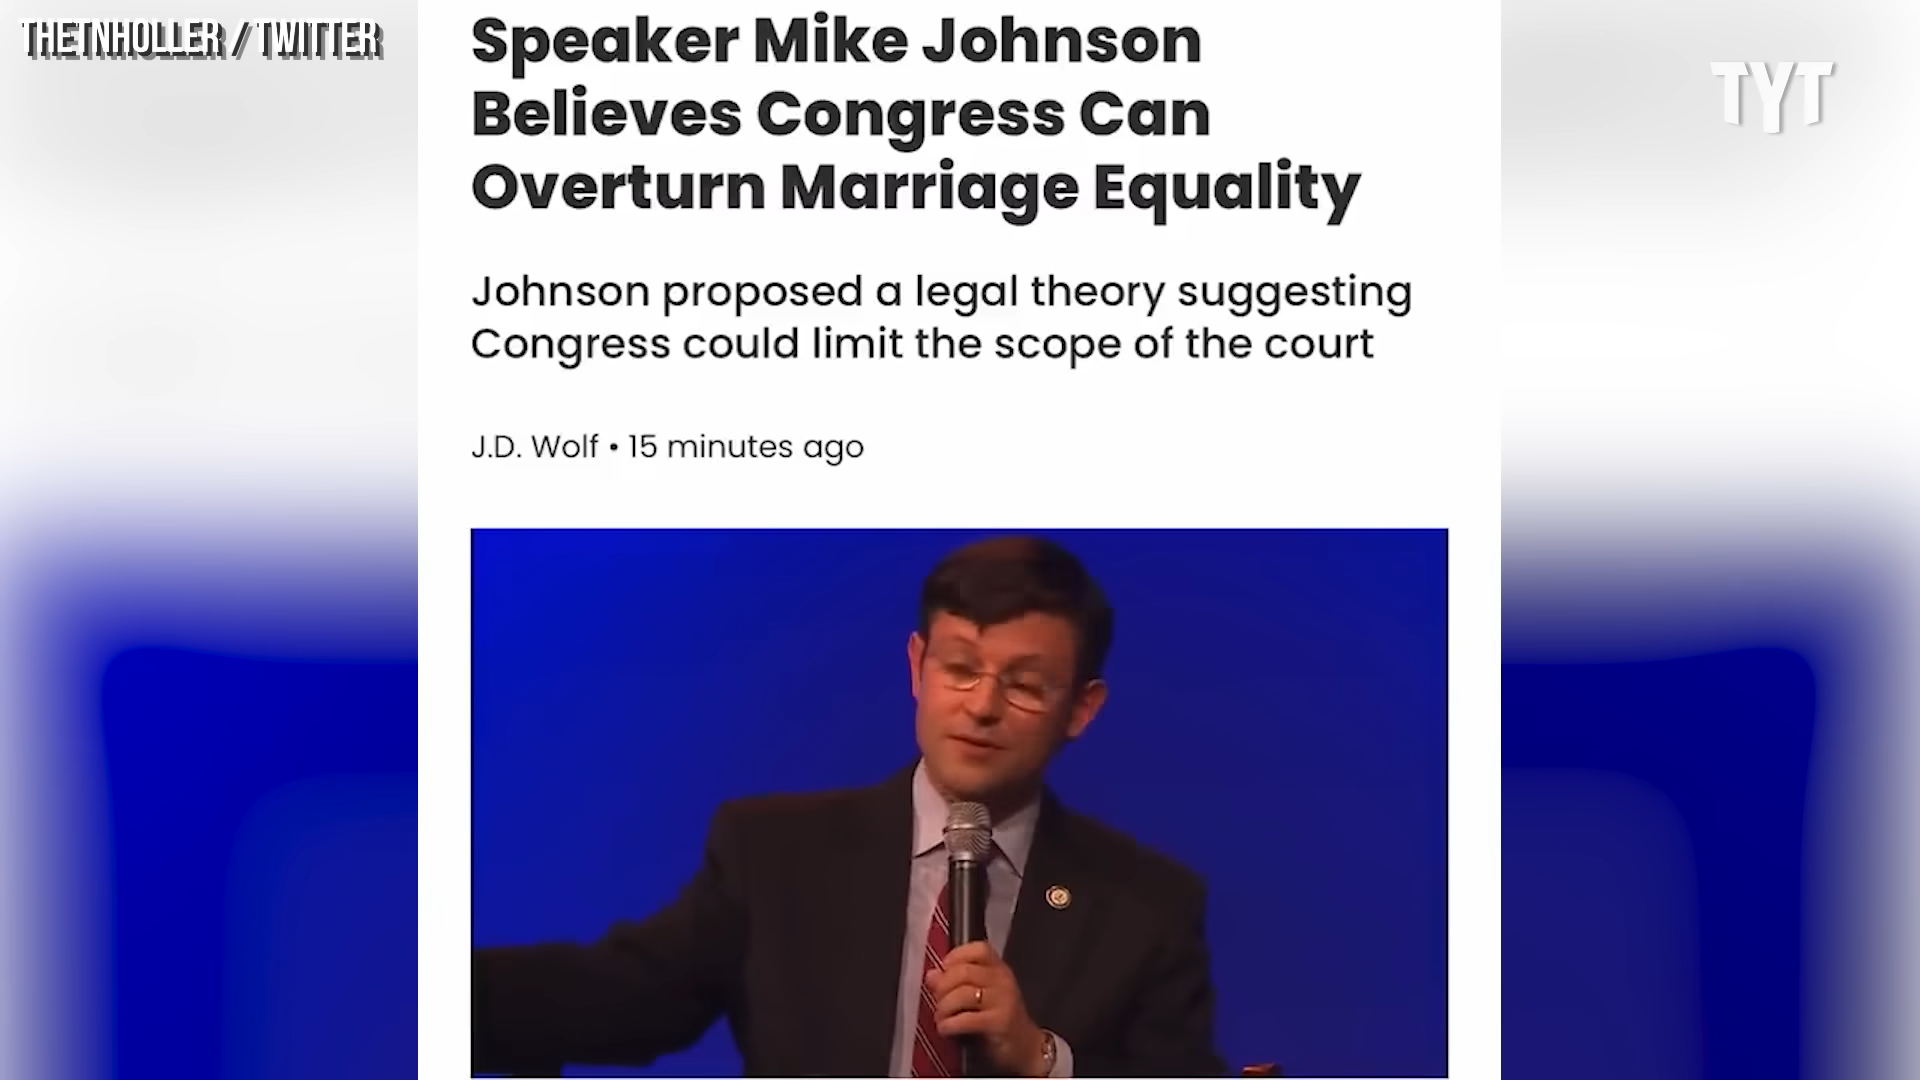 THETNHOLLER / TWITTER
TYT
Speaker Mike Johnson
Believes Congress Can
Overturn Marriage Equality
Johnson proposed a legal theory suggesting
Congress could limit the scope of the court
J.D. Wolf • 15 minutes ago